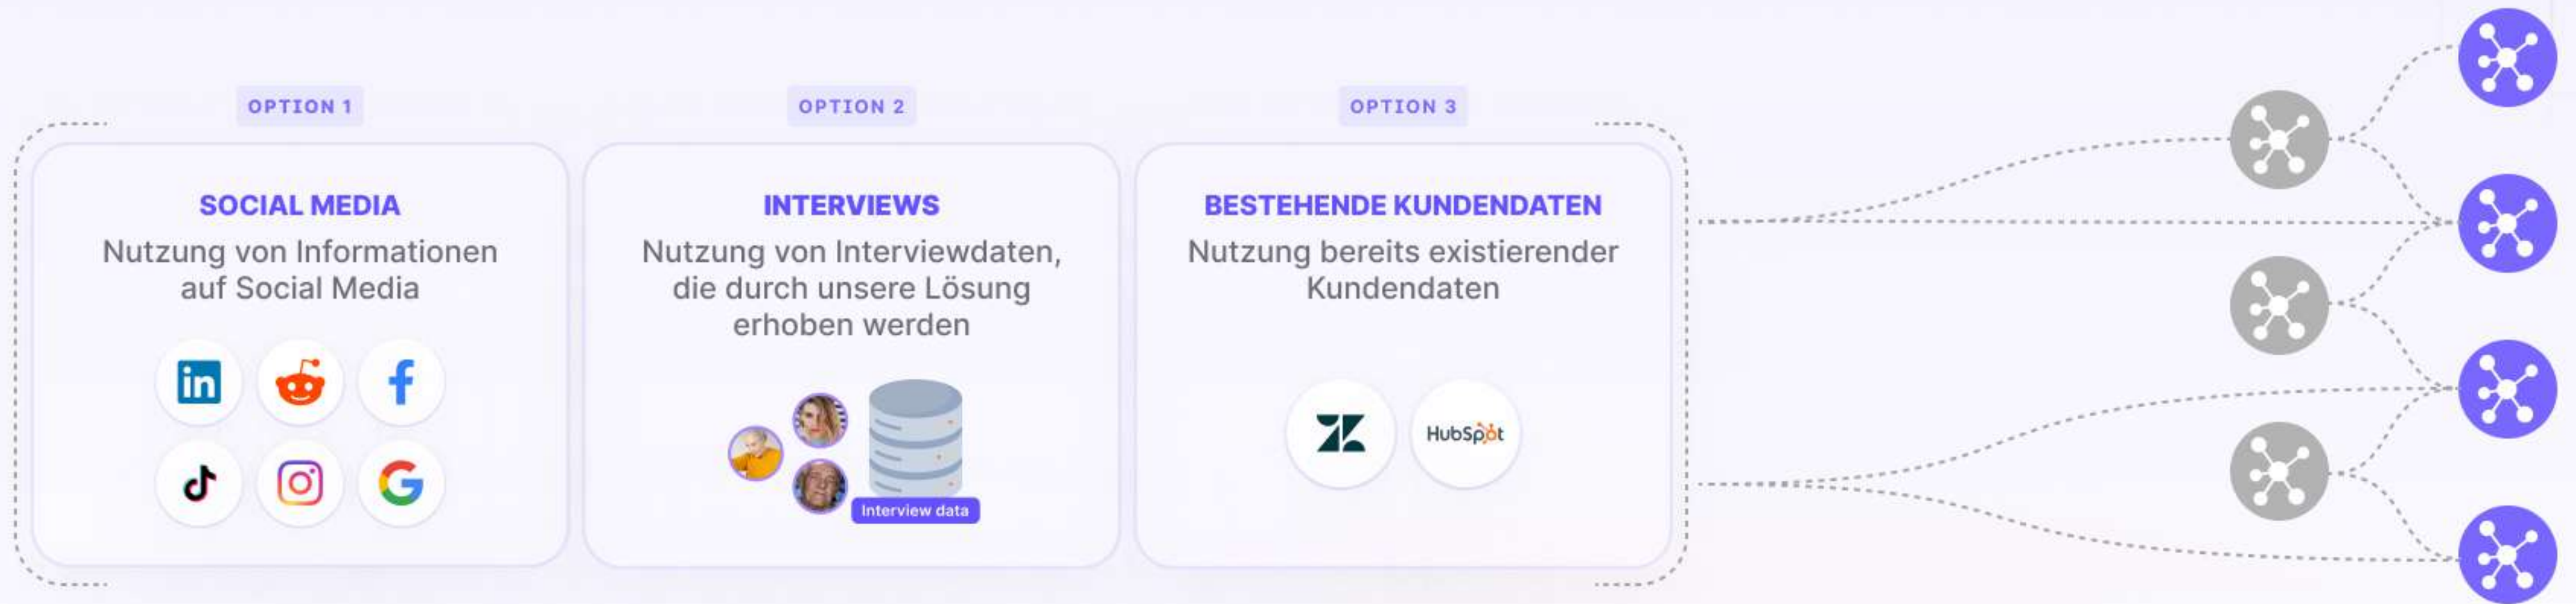 OPTION 1
SOCIAL MEDIA
Nutzung von Informationen
auf Social Media
in
OPTION 2
INTERVIEWS
Nutzung von Interviewdaten,
die durch unsere Lösung
erhoben werden
Interview data
OPTION 3
BESTEHENDE KUNDENDATEN
Nutzung bereits existierender
Kundendaten
HubSpot